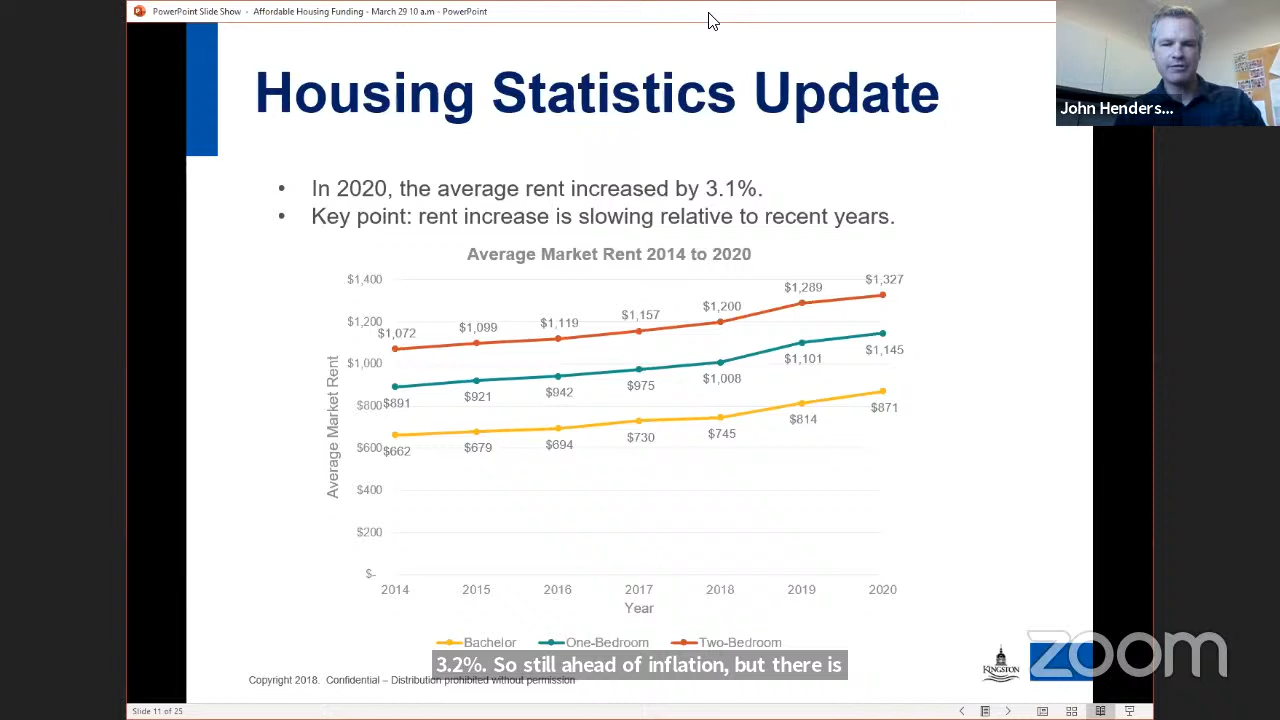 PowerPoint Slide Show - Affordable Housing Funding - March 29 10 a.m - PowerPoint
John Henders...
Housing Statistics Update
• In 2020, the average rent increased by 3.1%.
• Key point: rent increase is slowing relative to recent years.
Average Market Rent 2014 to 2020
$1,400
$1,200
$1,000
$800
$600
$400
$200
$-
Average Market Rent
$1,072 $1,099 $1,119 $1,157 $1,200 $1,289 $1,327
$891 $921 $942 $975 $1,008 $1,101 $1,145
$662 $679 $694 $730 $745 $814 $871
2014 2015 2016 2017 2018 2019 2020
Year
Bachelor One-Bedroom Two-Bedroom
3.2%. So still ahead of inflation, but there is
Copyright 2018. Confidential – Distribution prohibited without permission
KINGSTON
zoom
Slide 11 of 25